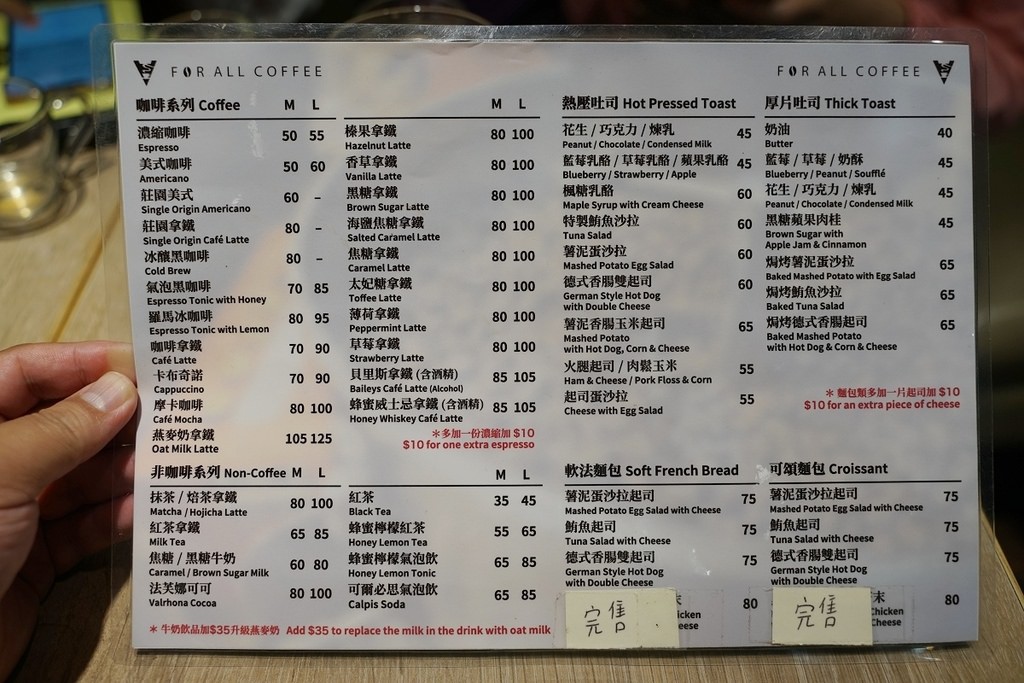 FOR ALL COFFEE
FOR ALL COFFEE
咖啡系列 Coffee M L
濃縮咖啡 50 55
Espresso
美式咖啡 50 60
Americano
莊園美式 60 –
Single Origin Americano
莊園拿鐵 80 –
Single Origin Café Latte
冰釀黑咖啡 80 –
Cold Brew
氣泡黑咖啡 70 85
Espresso Tonic with Honey
羅馬冰咖啡 80 95
Espresso Tonic with Lemon
咖啡拿鐵 70 90
Café Latte
卡布奇諾 70 90
Cappuccino
摩卡咖啡 80 100
Café Mocha
燕麥奶拿鐵 105 125
Oat Milk Latte
M L
榛果拿鐵 80 100
Hazelnut Latte
香草拿鐵 80 100
Vanilla Latte
黑糖拿鐵 80 100
Brown Sugar Latte
海鹽焦糖拿鐵 80 100
Salted Caramel Latte
焦糖拿鐵 80 100
Caramel Latte
太妃糖拿鐵 80 100
Toffee Latte
薄荷拿鐵 80 100
Peppermint Latte
草莓拿鐵 80 100
Strawberry Latte
貝里斯拿鐵 (含酒精) 85 105
Baileys Café Latte (Alcohol)
蜂蜜威士忌拿鐵 (含酒精) 85 105
Honey Whiskey Café Latte
＊多加一份濃縮加 $10
$10 for one extra espresso
非咖啡系列 Non-Coffee M L
抹茶 / 焙茶拿鐵 80 100
Matcha / Hojicha Latte
紅茶拿鐵 65 85
Milk Tea
焦糖 / 黑糖牛奶 60 80
Caramel / Brown Sugar Milk
法芙娜可可 80 100
Valrhona Cocoa
M L
紅茶 35 45
Black Tea
蜂蜜檸檬紅茶 55 65
Honey Lemon Tea
蜂蜜檸檬氣泡飲 65 85
Honey Lemon Tonic
可爾必思氣泡飲 65 85
Calpis Soda
＊ 牛奶飲品加$35升級燕麥奶 Add $35 to replace the milk in the drink with oat milk
熱壓吐司 Hot Pressed Toast
花生 / 巧克力 / 煉乳 45
Peanut / Chocolate / Condensed Milk
藍莓乳酪 / 草莓乳酪 / 蘋果乳酪 45
Blueberry / Strawberry / Apple
楓糖乳酪 60
Maple Syrup with Cream Cheese
特製鮪魚沙拉 60
Tuna Salad
薯泥蛋沙拉 60
Mashed Potato Egg Salad
德式香腸雙起司 60
German Style Hot Dog
with Double Cheese
薯泥香腸玉米起司 65
Mashed Potato
with Hot Dog, Corn & Cheese
火腿起司 / 肉鬆玉米 55
Ham & Cheese / Pork Floss & Corn
起司蛋沙拉 55
Cheese with Egg Salad
厚片吐司 Thick Toast
奶油 40
Butter
藍莓 / 草莓 / 奶酥 45
Blueberry / Peanut / Soufflé
花生 / 巧克力 / 煉乳 45
Peanut / Chocolate / Condensed Milk
黑糖蘋果肉桂 45
Brown Sugar with
Apple Jam & Cinnamon
焗烤薯泥蛋沙拉 65
Baked Mashed Potato with Egg Salad
焗烤鮪魚沙拉 65
Baked Tuna Salad
焗烤德式香腸起司 65
Baked Mashed Potato
with Hot Dog & Corn & Cheese
＊ 麵包類多加一片起司加 $10
$10 for an extra piece of cheese
軟法麵包 Soft French Bread
薯泥蛋沙拉起司 75
Mashed Potato Egg Salad with Cheese
鮪魚起司 75
Tuna Salad with Cheese
德式香腸雙起司 75
German Style Hot Dog
with Double Cheese
末 80
hicken
eese
完售
可頌麵包 Croissant
薯泥蛋沙拉起司 75
Mashed Potato Egg Salad with Cheese
鮪魚起司 75
Tuna Salad with Cheese
德式香腸雙起司 75
German Style Hot Dog
with Double Cheese
末 80
Chicken
Cheese
完售